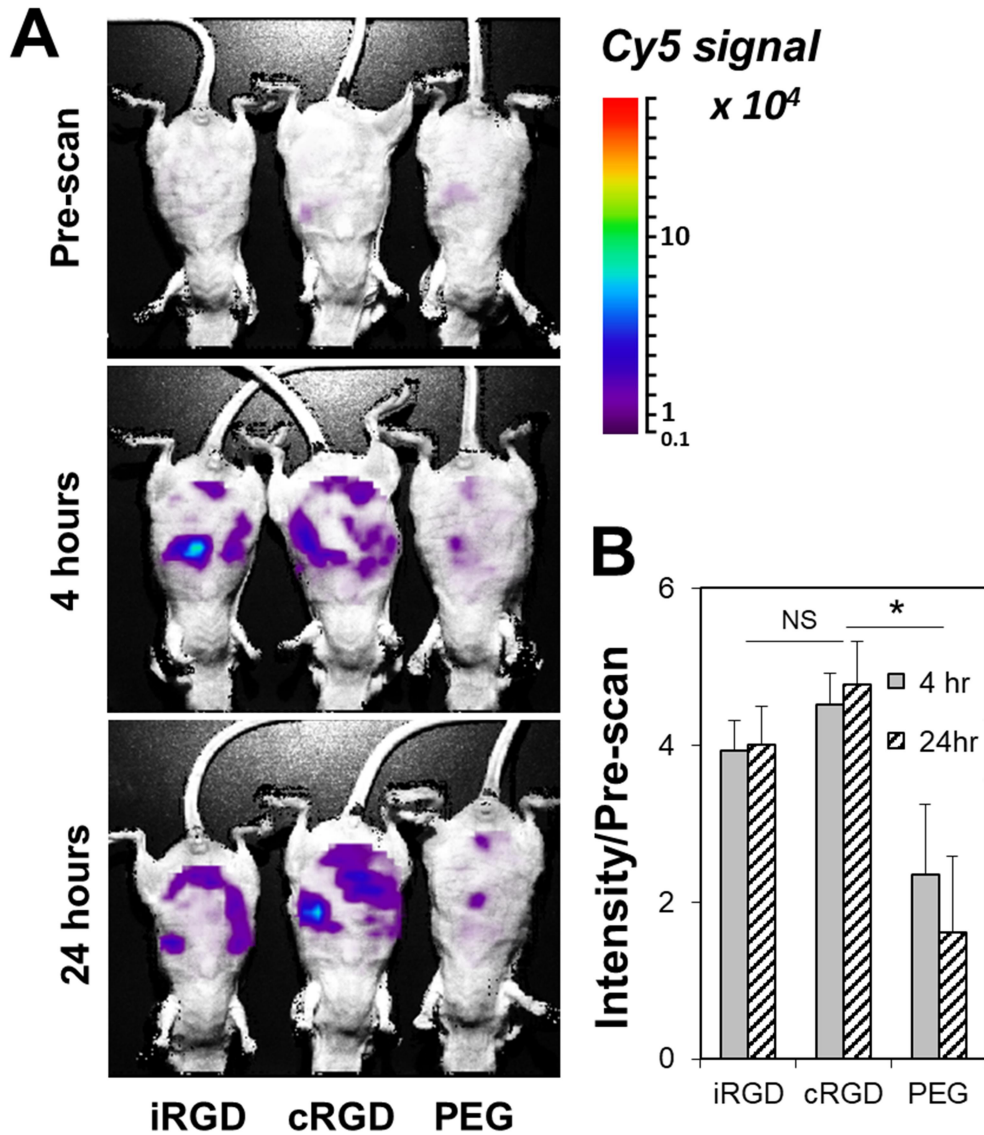 A
Cy5 signal
x 10⁴
10
1
0.1
Pre-scan
4 hours
24 hours
iRGD cRGD PEG
B
Intensity/Pre-scan
6
4
2
0
NS
*
4 hr
24hr
iRGD cRGD PEG